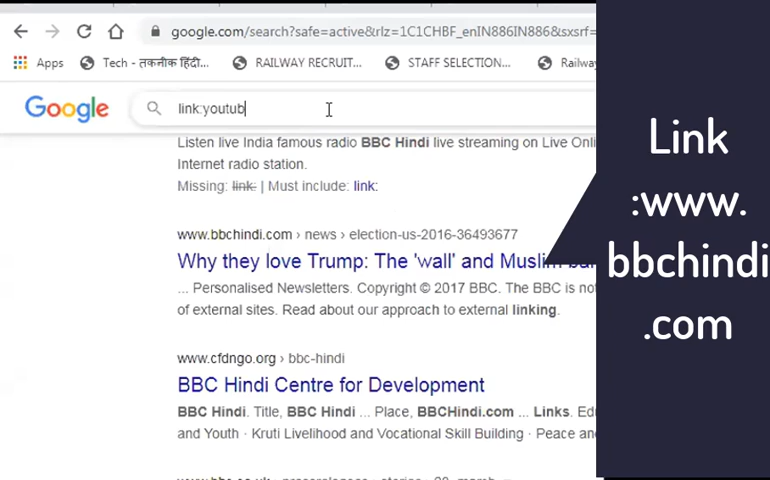 google.com/search?safe=active&rlz=1C1CHBF_enIN886IN886&sxsrf=
Apps Tech - तकनीक हिंदी... RAILWAY RECRUIT... STAFF SELECTION... Railway
Google link:youtub
Listen live India famous radio BBC Hindi live streaming on Live Onli
Internet radio station.
Missing: link | Must include: link:
www.bbchindi.com › news › election-us-2016-36493677
Why they love Trump: The 'wall' and Muslim ban
... Personalised Newsletters. Copyright © 2017 BBC. The BBC is not
of external sites. Read about our approach to external linking.
www.cfdngo.org › bbc-hindi
BBC Hindi Centre for Development
BBC Hindi. Title, BBC Hindi ... Place, BBCHindi.com ... Links. Edu
and Youth · Kruti Livelihood and Vocational Skill Building · Peace an
Link
:www.
bbchindi
.com